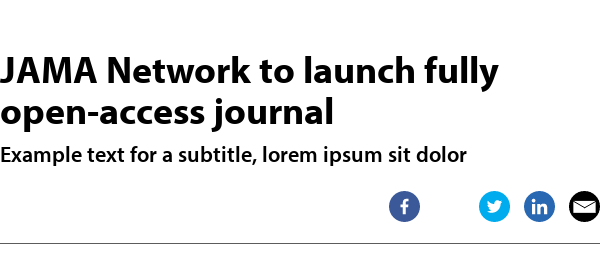 JAMA Network to launch fully
open-access journal
Example text for a subtitle, lorem ipsum sit dolor
f in